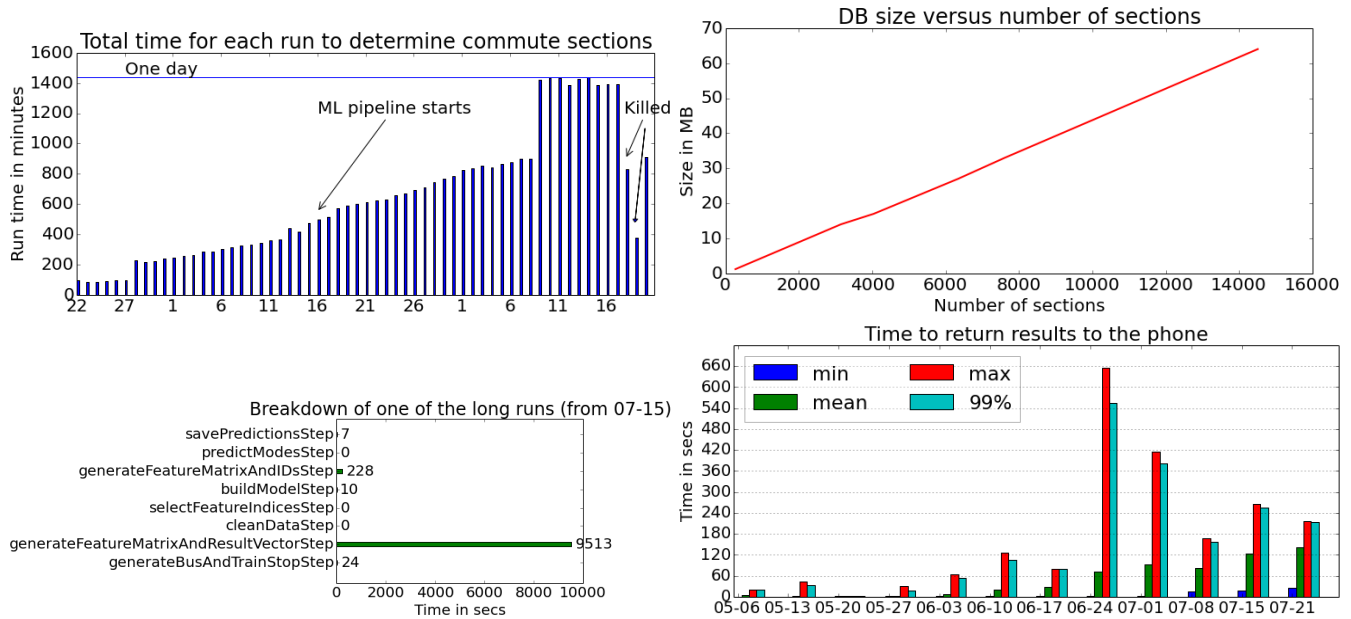 Total time for each run to determine commute sections
Run time in minutes
1600
1400
1200
1000
800
600
400
200
0
One day
ML pipeline starts
Killed
22 27 1 6 11 16 21 26 1 6 11 16
DB size versus number of sections
Size in MB
70
60
50
40
30
20
10
0
0 2000 4000 6000 8000 10000 12000 14000 16000
Number of sections
Breakdown of one of the long runs (from 07-15)
savePredictionsStep 7
predictModesStep 0
generateFeatureMatrixAndIDsStep 228
buildModelStep 10
selectFeatureIndicesStep 0
cleanDataStep 0
generateFeatureMatrixAndResultVectorStep 9513
generateBusAndTrainStopStep 24
0 2000 4000 6000 8000 10000
Time in secs
Time to return results to the phone
Time in secs
660
600
540
480
420
360
300
240
180
120
60
0
min max
mean 99%
05-06 05-13 05-20 05-27 06-03 06-10 06-17 06-24 07-01 07-08 07-15 07-21